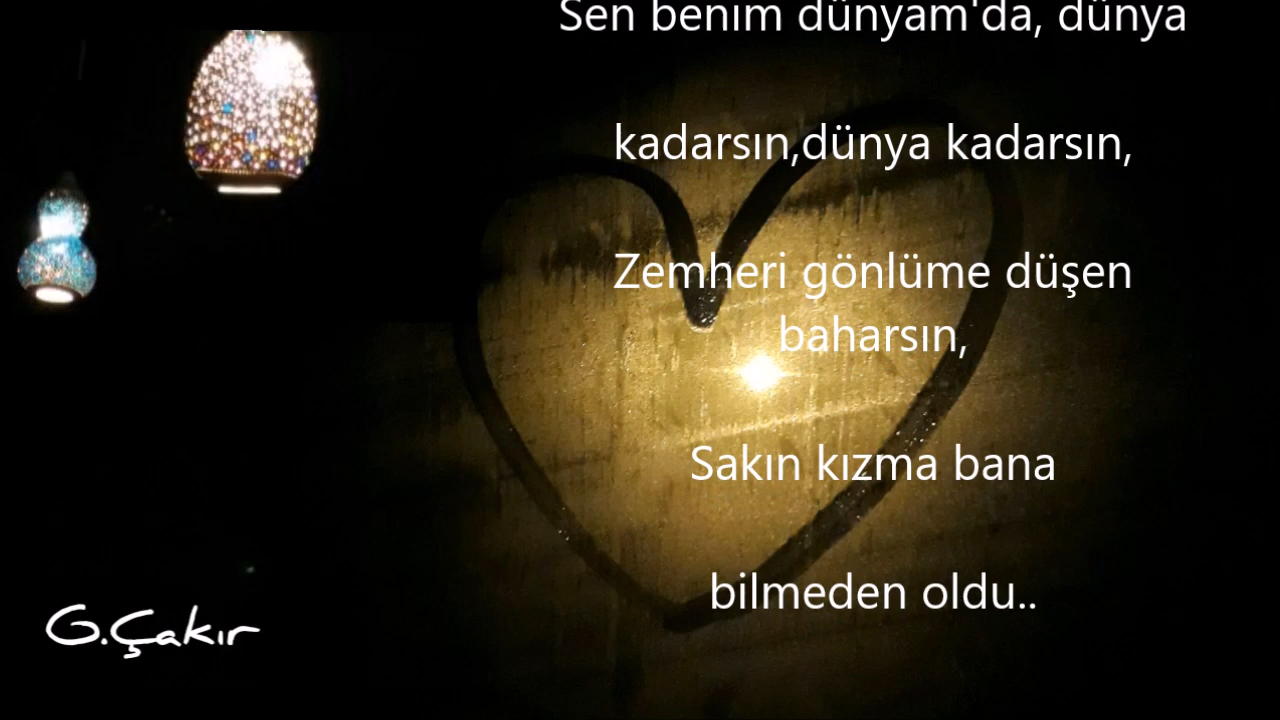 Sen benim dünyam'da, dünya
kadarsın,dünya kadarsın,
Zemheri gönlüme düşen
baharsın,
Sakın kızma bana
bilmeden oldu..
G.Çakır